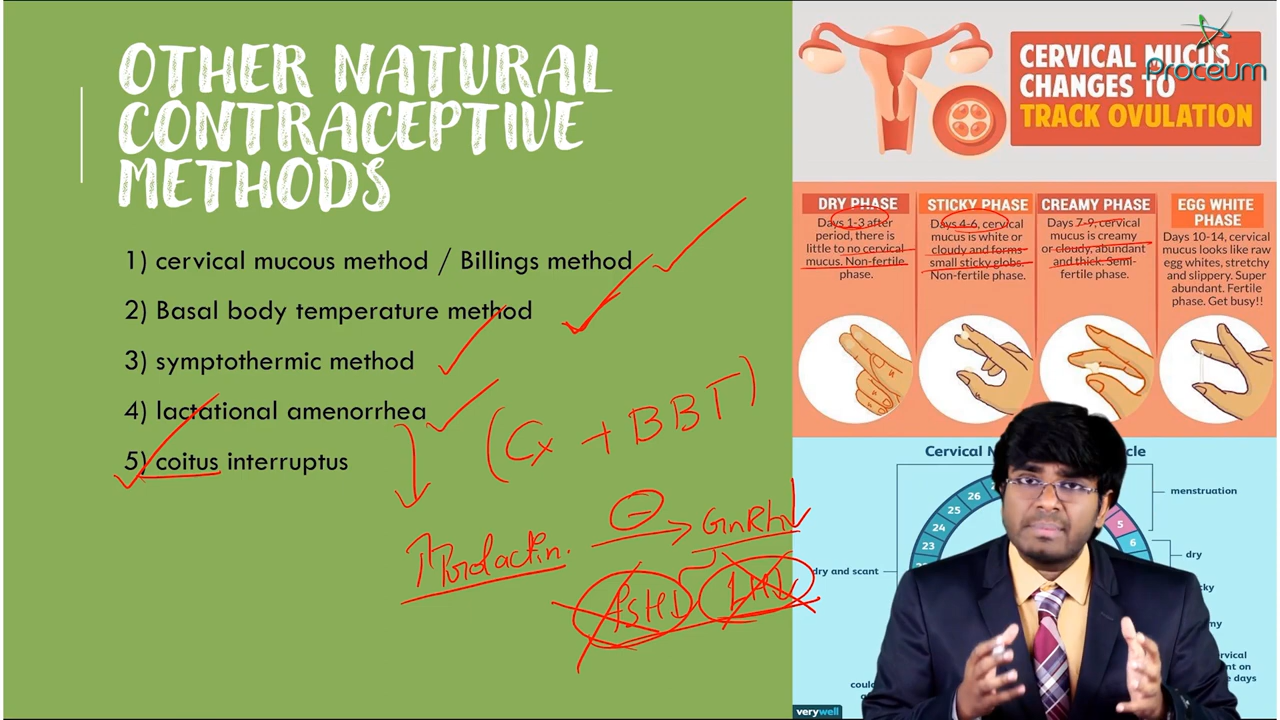 OTHER NATURAL
CONTRACEPTIVE
METHODS
1) cervical mucous method / Billings method
2) Basal body temperature method
3) symptothermic method
4) lactational amenorrhea
5) coitus interruptus
(Cx + BBT)
↑Prolactin.
⊖ → GnRh↓
FSH↓ LH↓
CERVICAL MUCUS
CHANGES TO
TRACK OVULATION
Proceum
DRY PHASE
Days 1-3 after
period, there is
little to no cervical
mucus. Non-fertile
phase.
STICKY PHASE
Days 4-6, cervical
mucus is white or
cloudy and forms
small sticky globs.
Non-fertile phase.
CREAMY PHASE
Days 7-9, cervical
mucus is creamy
or cloudy, abundant
and thick. Semi-
fertile phase.
EGG WHITE
PHASE
Days 10-14, cervical
mucus looks like raw
egg whites, stretchy
and slippery. Super
abundant. Fertile
phase. Get busy!!
Cervical
menstruation
26
25
24
23
5
6
dry
dry and scant
verywell